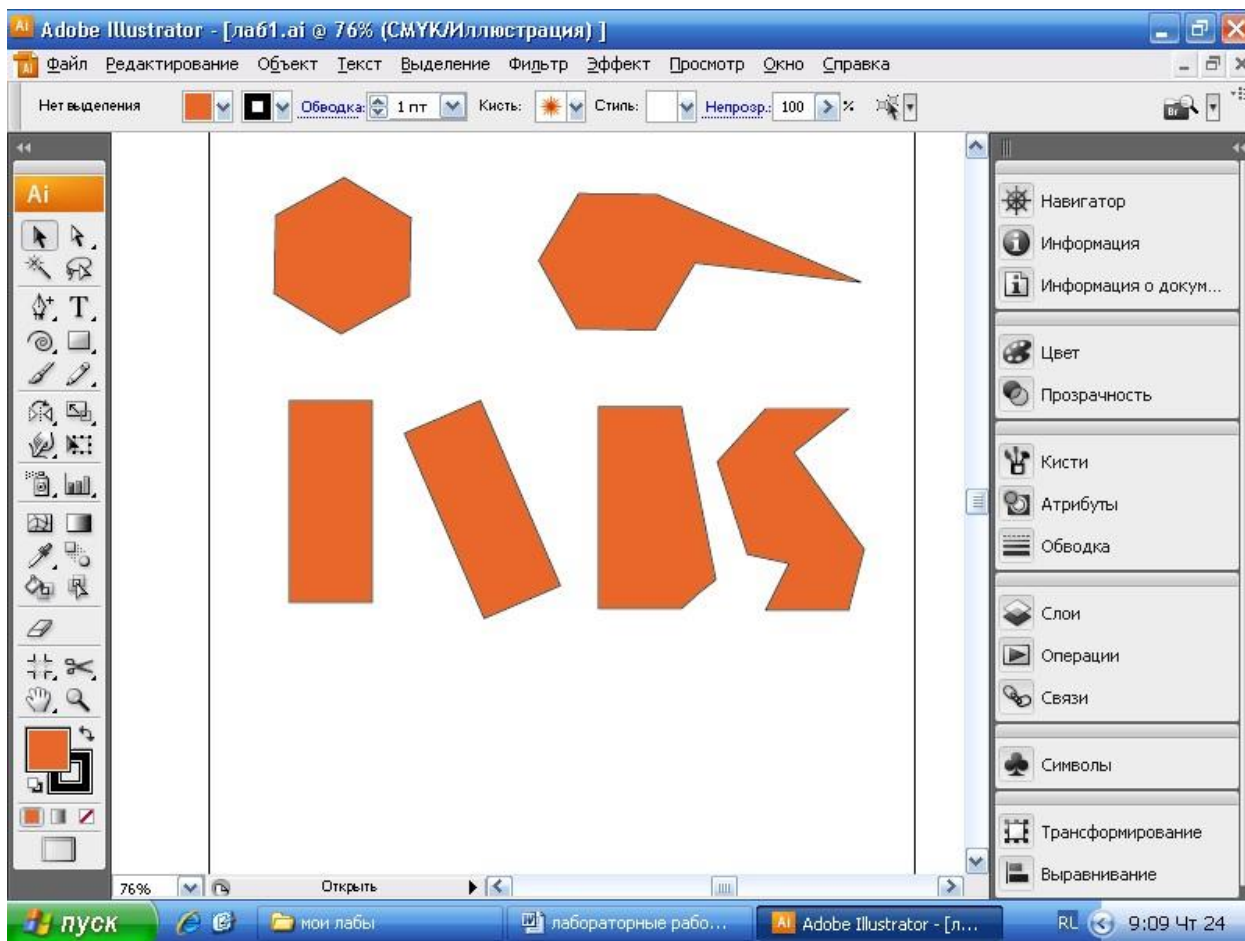 Adobe Illustrator - [лаб1.ai @ 76% (CMYK/Иллюстрация) ]
Файл Редактирование Объект Текст Выделение Фильтр Эффект Просмотр Окно Справка
Нет выделения Обводка: 1 пт Кисть: Стиль: Непрозр.: 100 %
Ai
Навигатор
Информация
Информация о докум...
Цвет
Прозрачность
Кисти
Атрибуты
Обводка
Слои
Операции
Связи
Символы
Трансформирование
Выравнивание
76% Открыть
пуск мои лабы лабораторные рабо... Adobe Illustrator - [л... RL 9:09 Чт 24